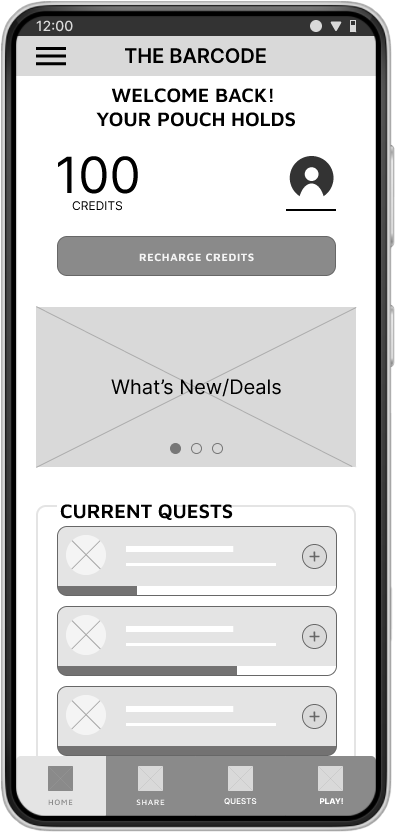 12:00
THE BARCODE
WELCOME BACK!
YOUR POUCH HOLDS
100
CREDITS
RECHARGE CREDITS
What's New/Deals
CURRENT QUESTS
HOME
SHARE
QUESTS
PLAY!